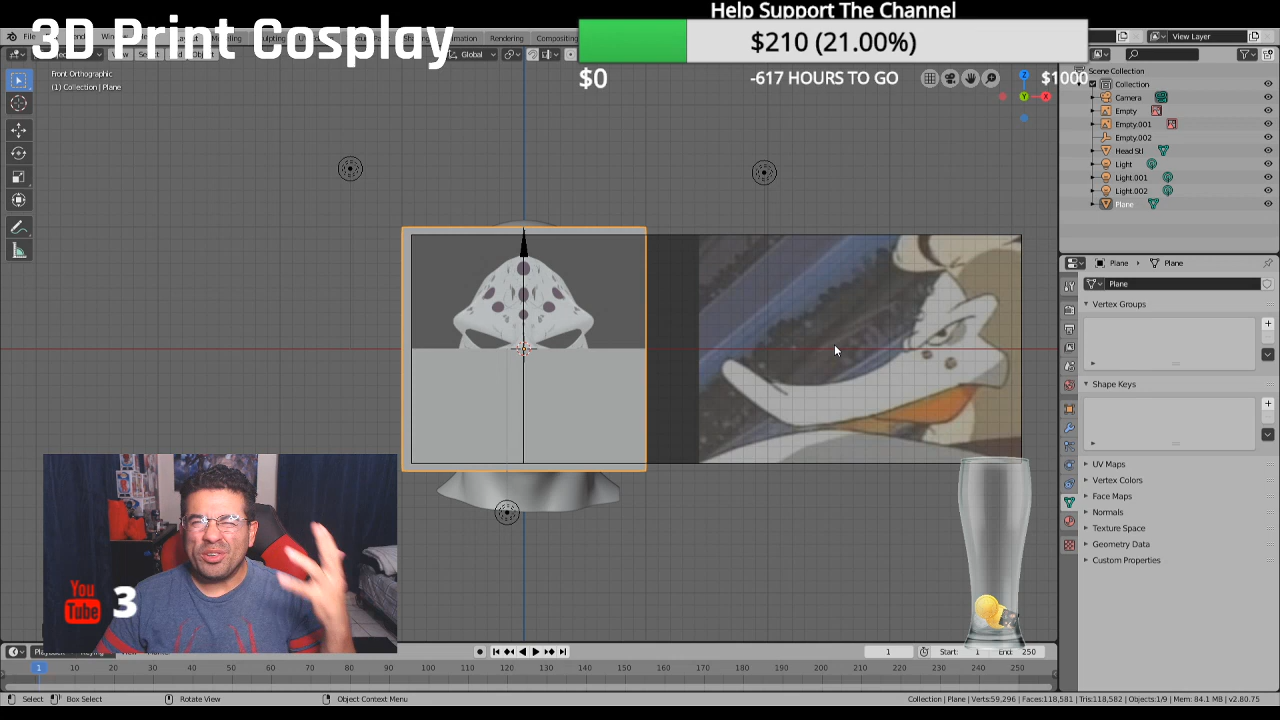 Help Support The Channel
3D Print Cosplay
$210 (21.00%)
$0
-617 HOURS TO GO
$1000
File
Compositing
View Layer
Global
Front Orthographic
(1) Collection | Plane
Scene Collection
Collection
Camera
Empty
Empty.001
Empty.002
Head Stl
Light
Light.001
Light.002
Plane
Plane
Plane
Plane
Vertex Groups
Shape Keys
UV Maps
Vertex Colors
Face Maps
Normals
Texture Space
Geometry Data
Custom Properties
You
Tube
3
Playback
1
Start:
1
End:
250
1
10
20
30
40
50
60
70
80
90
100
110
120
130
140
150
160
170
180
190
200
210
220
230
240
250
Select
Box Select
Rotate View
Object Context Menu
Collection | Plane | Verts:59,296 | Faces:118,581 | Tris:118,582 | Objects:1/9 | Mem: 84.1 MB | v2.80.75